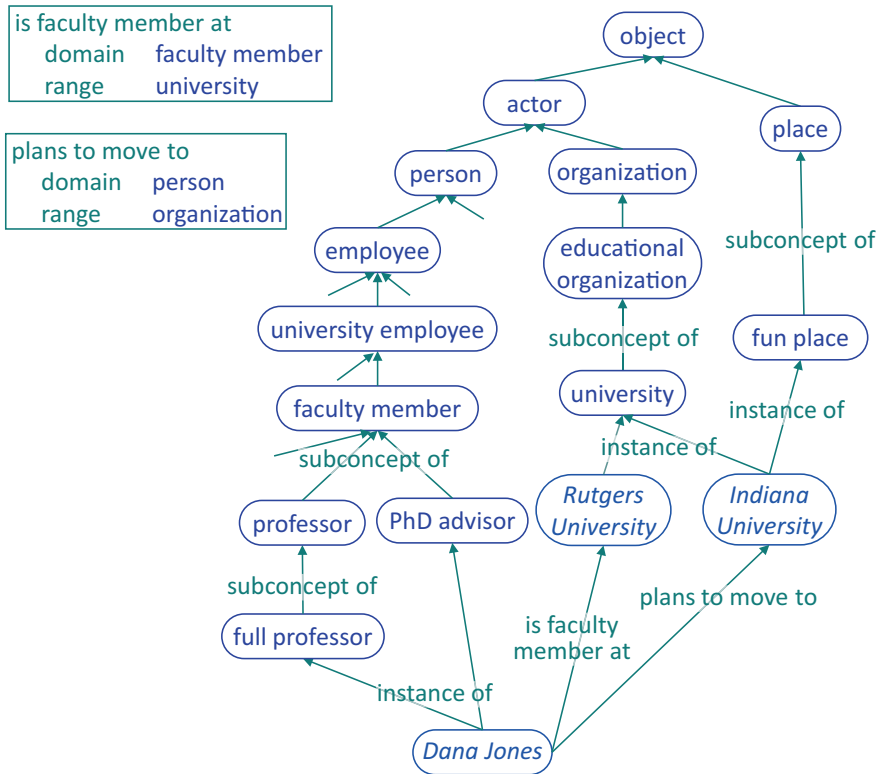 is faculty member at
domain faculty member
range university
plans to move to
domain person
range organization
object
actor
place
person
organization
subconcept of
employee
educational
organization
university employee
subconcept of
fun place
faculty member
university
instance of
subconcept of
instance of
professor
PhD advisor
Rutgers
University
Indiana
University
subconcept of
plans to move to
full professor
is faculty
member at
instance of
Dana Jones